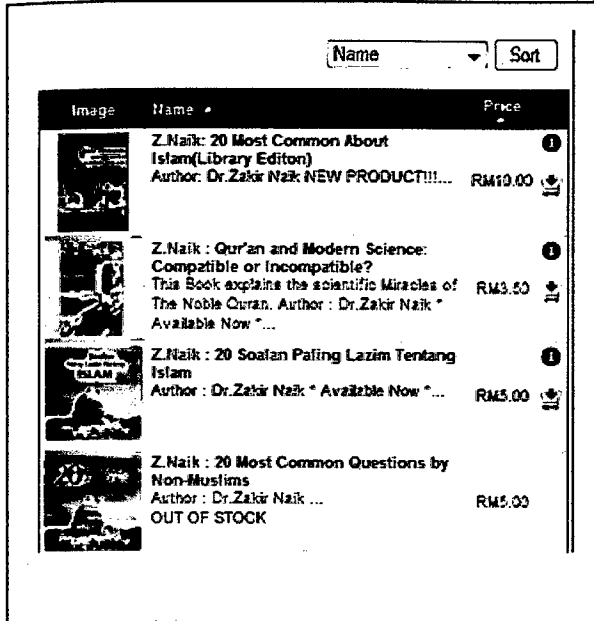 Name
Sort
Image Name Price
Z.Naik: 20 Most Common About
Islam(Library Editon)
Author: Dr.Zakir Naik NEW PRODUCT!!!...
RM10.00
Z.Naik : Qur'an and Modern Science:
Compatible or Incompatible?
This Book explains the scientific Miracles of
The Noble Quran. Author : Dr.Zakir Naik *
Available Now *...
RM3.50
Z.Naik : 20 Soalan Paling Lazim Tentang
Islam
Author : Dr.Zakir Naik * Available Now *...
RM5.00
ISLAM
Z.Naik : 20 Most Common Questions by
Non-Muslims
Author : Dr.Zakir Naik ...
OUT OF STOCK
RM5.00